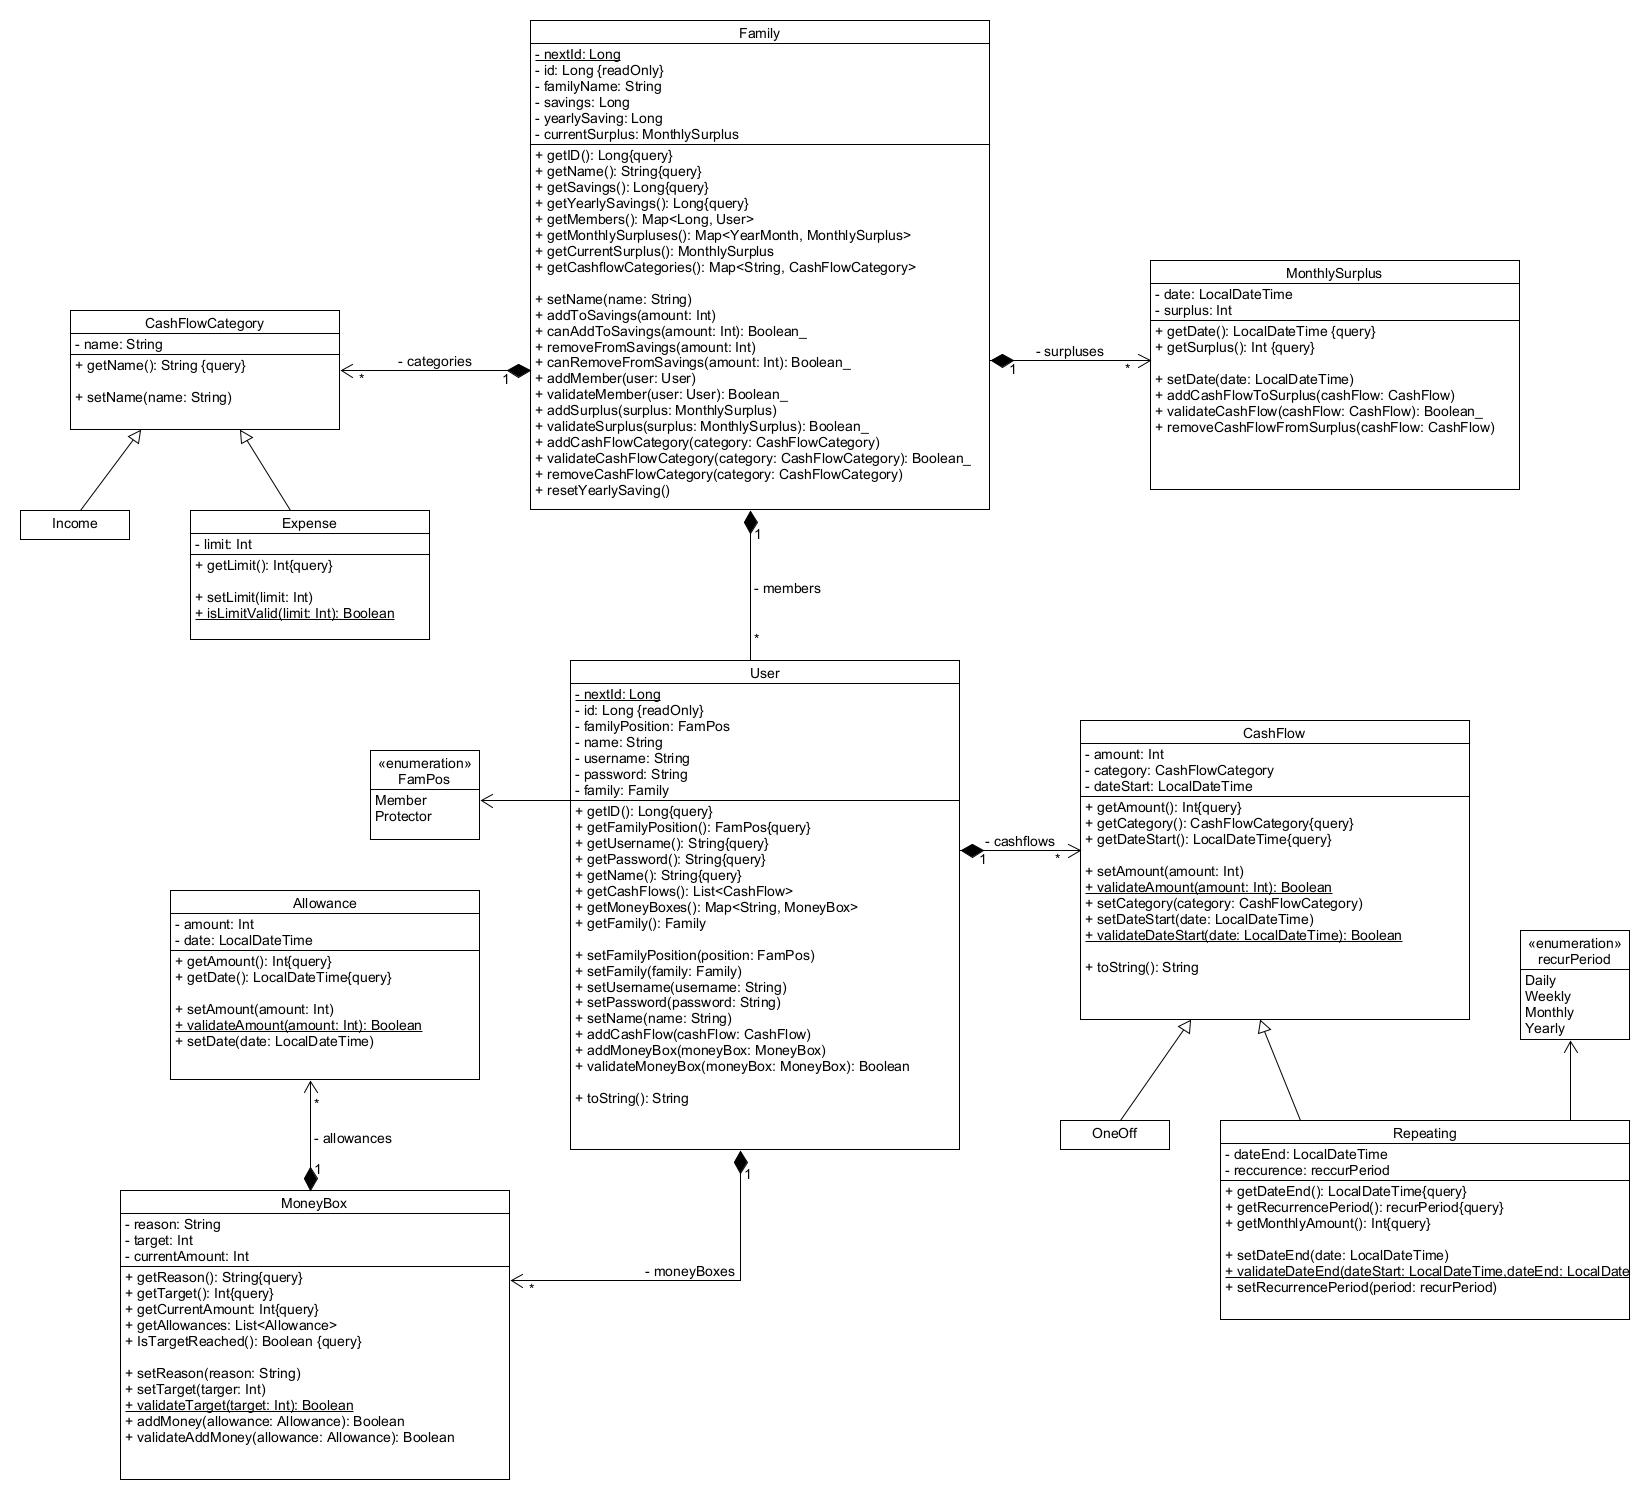 Family
- nextId: Long
- id: Long {readOnly}
- familyName: String
- savings: Long
- yearlySaving: Long
- currentSurplus: MonthlySurplus
+ getID(): Long{query}
+ getName(): String{query}
+ getSavings(): Long{query}
+ getYearlySavings(): Long{query}
+ getMembers(): Map<Long, User>
+ getMonthlySurpluses(): Map<YearMonth, MonthlySurplus>
+ getCurrentSurplus(): MonthlySurplus
+ getCashflowCategories(): Map<String, CashFlowCategory>
+ setName(name: String)
+ addToSavings(amount: Int)
+ canAddToSavings(amount: Int): Boolean_
+ removeFromSavings(amount: Int)
+ canRemoveFromSavings(amount: Int): Boolean_
+ addMember(user: User)
+ validateMember(user: User): Boolean_
+ addSurplus(surplus: MonthlySurplus)
+ validateSurplus(surplus: MonthlySurplus): Boolean_
+ addCashFlowCategory(category: CashFlowCategory)
+ validateCashFlowCategory(category: CashFlowCategory): Boolean_
+ removeCashFlowCategory(category: CashFlowCategory)
+ resetYearlySaving()
- categories
*
1
- surpluses
1
*
MonthlySurplus
- date: LocalDateTime
- surplus: Int
+ getDate(): LocalDateTime {query}
+ getSurplus(): Int {query}
+ setDate(date: LocalDateTime)
+ addCashFlowToSurplus(cashFlow: CashFlow)
+ validateCashFlow(cashFlow: CashFlow): Boolean_
+ removeCashFlowFromSurplus(cashFlow: CashFlow)
CashFlowCategory
- name: String
+ getName(): String {query}
+ setName(name: String)
Income
Expense
- limit: Int
+ getLimit(): Int{query}
+ setLimit(limit: Int)
+ isLimitValid(limit: Int): Boolean
1
- members
*
User
- nextId: Long
- id: Long {readOnly}
- familyPosition: FamPos
- name: String
- username: String
- password: String
- family: Family
+ getID(): Long{query}
+ getFamilyPosition(): FamPos{query}
+ getUsername(): String{query}
+ getPassword(): String{query}
+ getName(): String{query}
+ getCashFlows(): List<CashFlow>
+ getMoneyBoxes(): Map<String, MoneyBox>
+ getFamily(): Family
+ setFamilyPosition(position: FamPos)
+ setFamily(family: Family)
+ setUsername(username: String)
+ setPassword(password: String)
+ setName(name: String)
+ addCashFlow(cashFlow: CashFlow)
+ addMoneyBox(moneyBox: MoneyBox)
+ validateMoneyBox(moneyBox: MoneyBox): Boolean
+ toString(): String
«enumeration»
FamPos
Member
Protector
- cashflows
1
*
CashFlow
- amount: Int
- category: CashFlowCategory
- dateStart: LocalDateTime
+ getAmount(): Int{query}
+ getCategory(): CashFlowCategory{query}
+ getDateStart(): LocalDateTime{query}
+ setAmount(amount: Int)
+ validateAmount(amount: Int): Boolean
+ setCategory(category: CashFlowCategory)
+ setDateStart(date: LocalDateTime)
+ validateDateStart(date: LocalDateTime): Boolean
+ toString(): String
«enumeration»
recurPeriod
Daily
Weekly
Monthly
Yearly
OneOff
Repeating
- dateEnd: LocalDateTime
- reccurence: reccurPeriod
+ getDateEnd(): LocalDateTime{query}
+ getRecurrencePeriod(): recurPeriod{query}
+ getMonthlyAmount(): Int{query}
+ setDateEnd(date: LocalDateTime)
+ validateDateEnd(dateStart: LocalDateTime,dateEnd: LocalDate
+ setRecurrencePeriod(period: recurPeriod)
Allowance
- amount: Int
- date: LocalDateTime
+ getAmount(): Int{query}
+ getDate(): LocalDateTime{query}
+ setAmount(amount: Int)
+ validateAmount(amount: Int): Boolean
+ setDate(date: LocalDateTime)
*
- allowances
1
1
- moneyBoxes
*
MoneyBox
- reason: String
- target: Int
- currentAmount: Int
+ getReason(): String{query}
+ getTarget(): Int{query}
+ getCurrentAmount: Int{query}
+ getAllowances: List<Allowance>
+ IsTargetReached(): Boolean {query}
+ setReason(reason: String)
+ setTarget(targer: Int)
+ validateTarget(target: Int): Boolean
+ addMoney(allowance: Allowance): Boolean
+ validateAddMoney(allowance: Allowance): Boolean